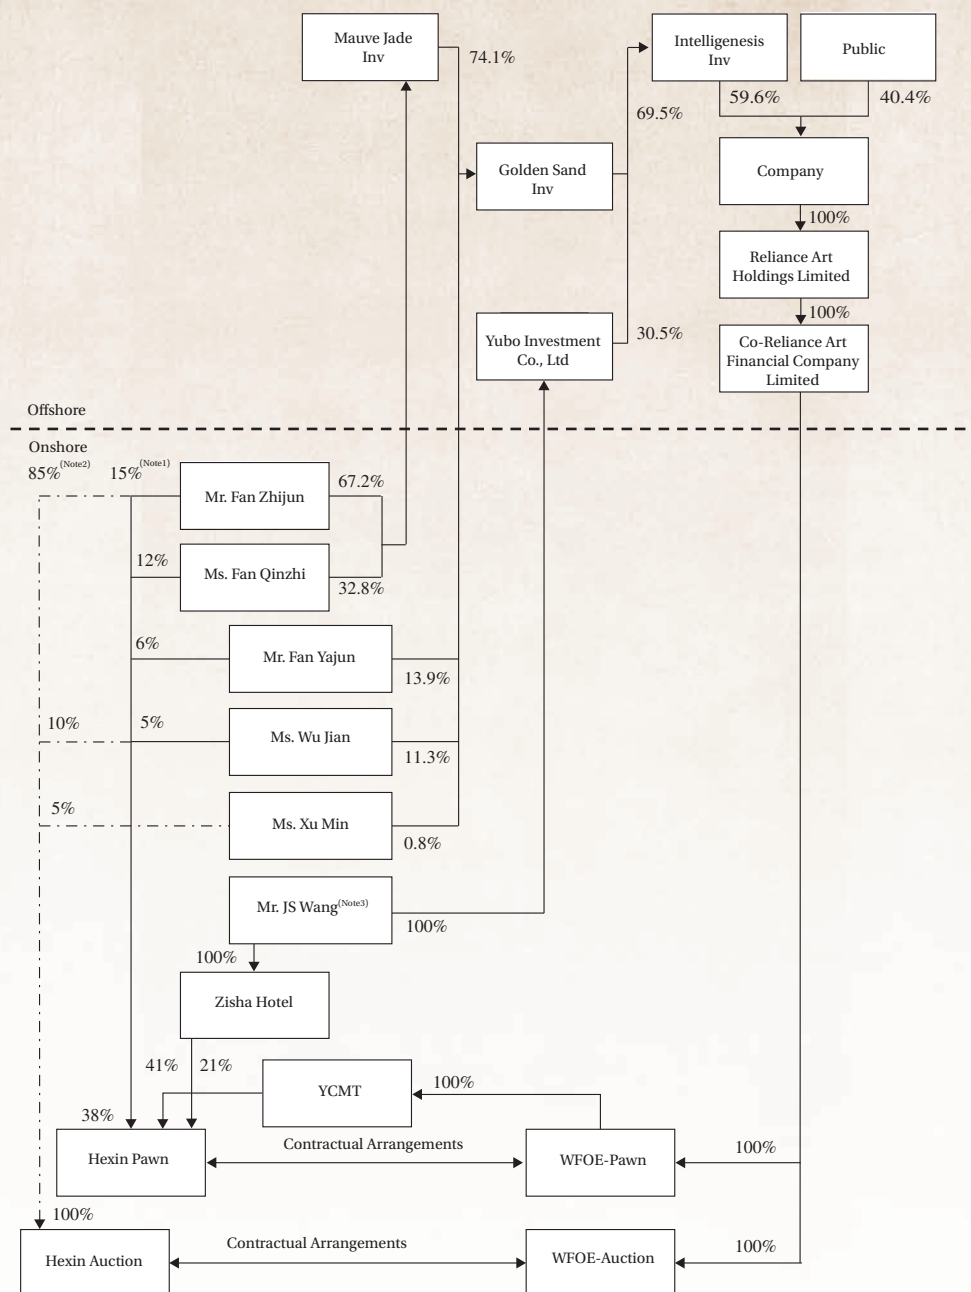 Mauve Jade
Inv
74.1%
Intelligenesis
Inv
Public
59.6%
40.4%
69.5%
Golden Sand
Inv
Company
100%
Reliance Art
Holdings Limited
100%
Yubo Investment
Co., Ltd
30.5%
Co-Reliance Art
Financial Company
Limited
Offshore
Onshore
85%(Note2)
15%(Note1)
Mr. Fan Zhijun
67.2%
12%
Ms. Fan Qinzhi
32.8%
6%
Mr. Fan Yajun
13.9%
10%
5%
Ms. Wu Jian
11.3%
5%
Ms. Xu Min
0.8%
Mr. JS Wang(Note3)
100%
100%
Zisha Hotel
41%
21%
YCMT
100%
38%
Hexin Pawn
Contractual Arrangements
WFOE-Pawn
100%
100%
Hexin Auction
Contractual Arrangements
WFOE-Auction
100%